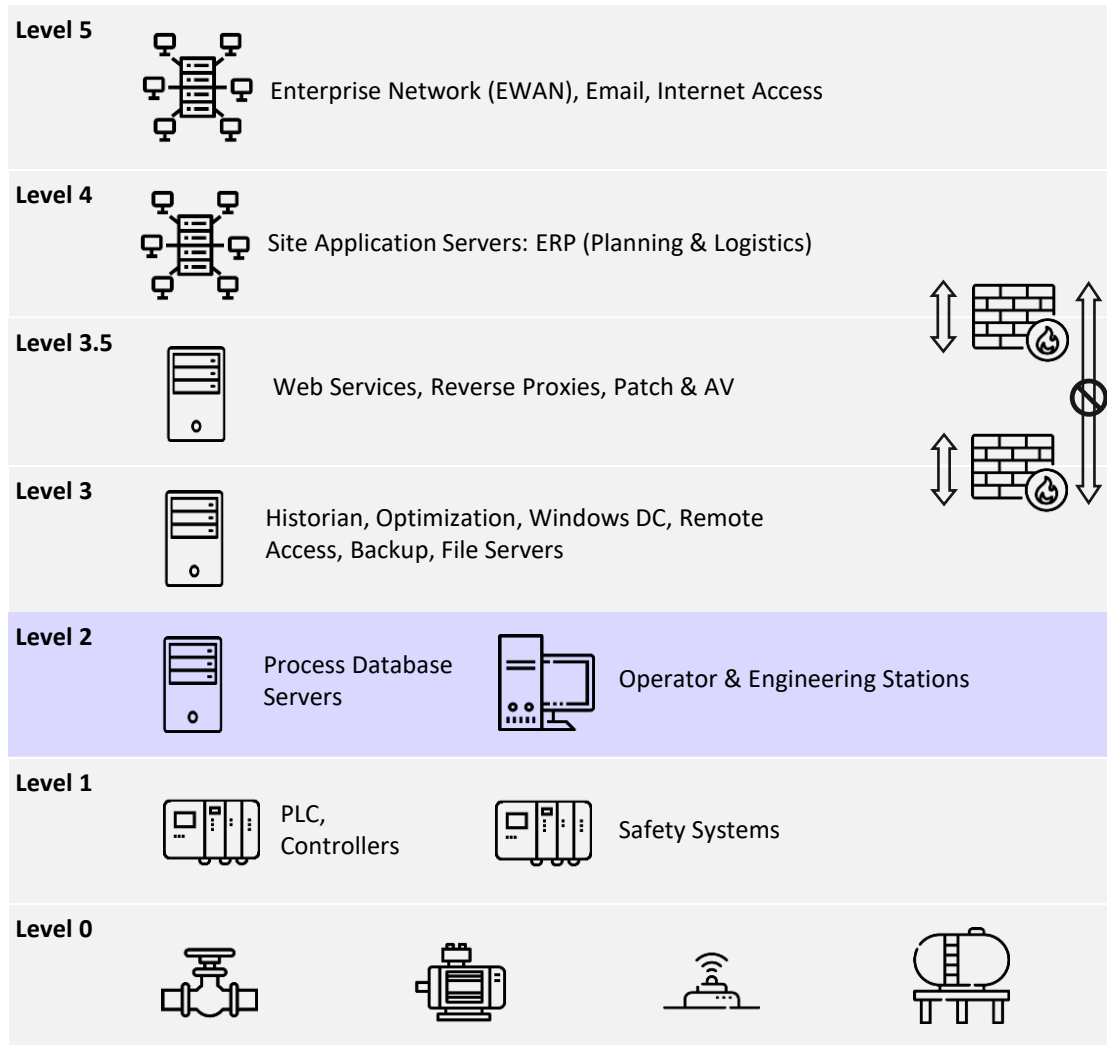 Level 5
Enterprise Network (EWAN), Email, Internet Access
Level 4
Site Application Servers: ERP (Planning & Logistics)
Level 3.5
Web Services, Reverse Proxies, Patch & AV
Level 3
Historian, Optimization, Windows DC, Remote
Access, Backup, File Servers
Level 2
Process Database
Servers
Operator & Engineering Stations
Level 1
PLC,
Controllers
Safety Systems
Level 0